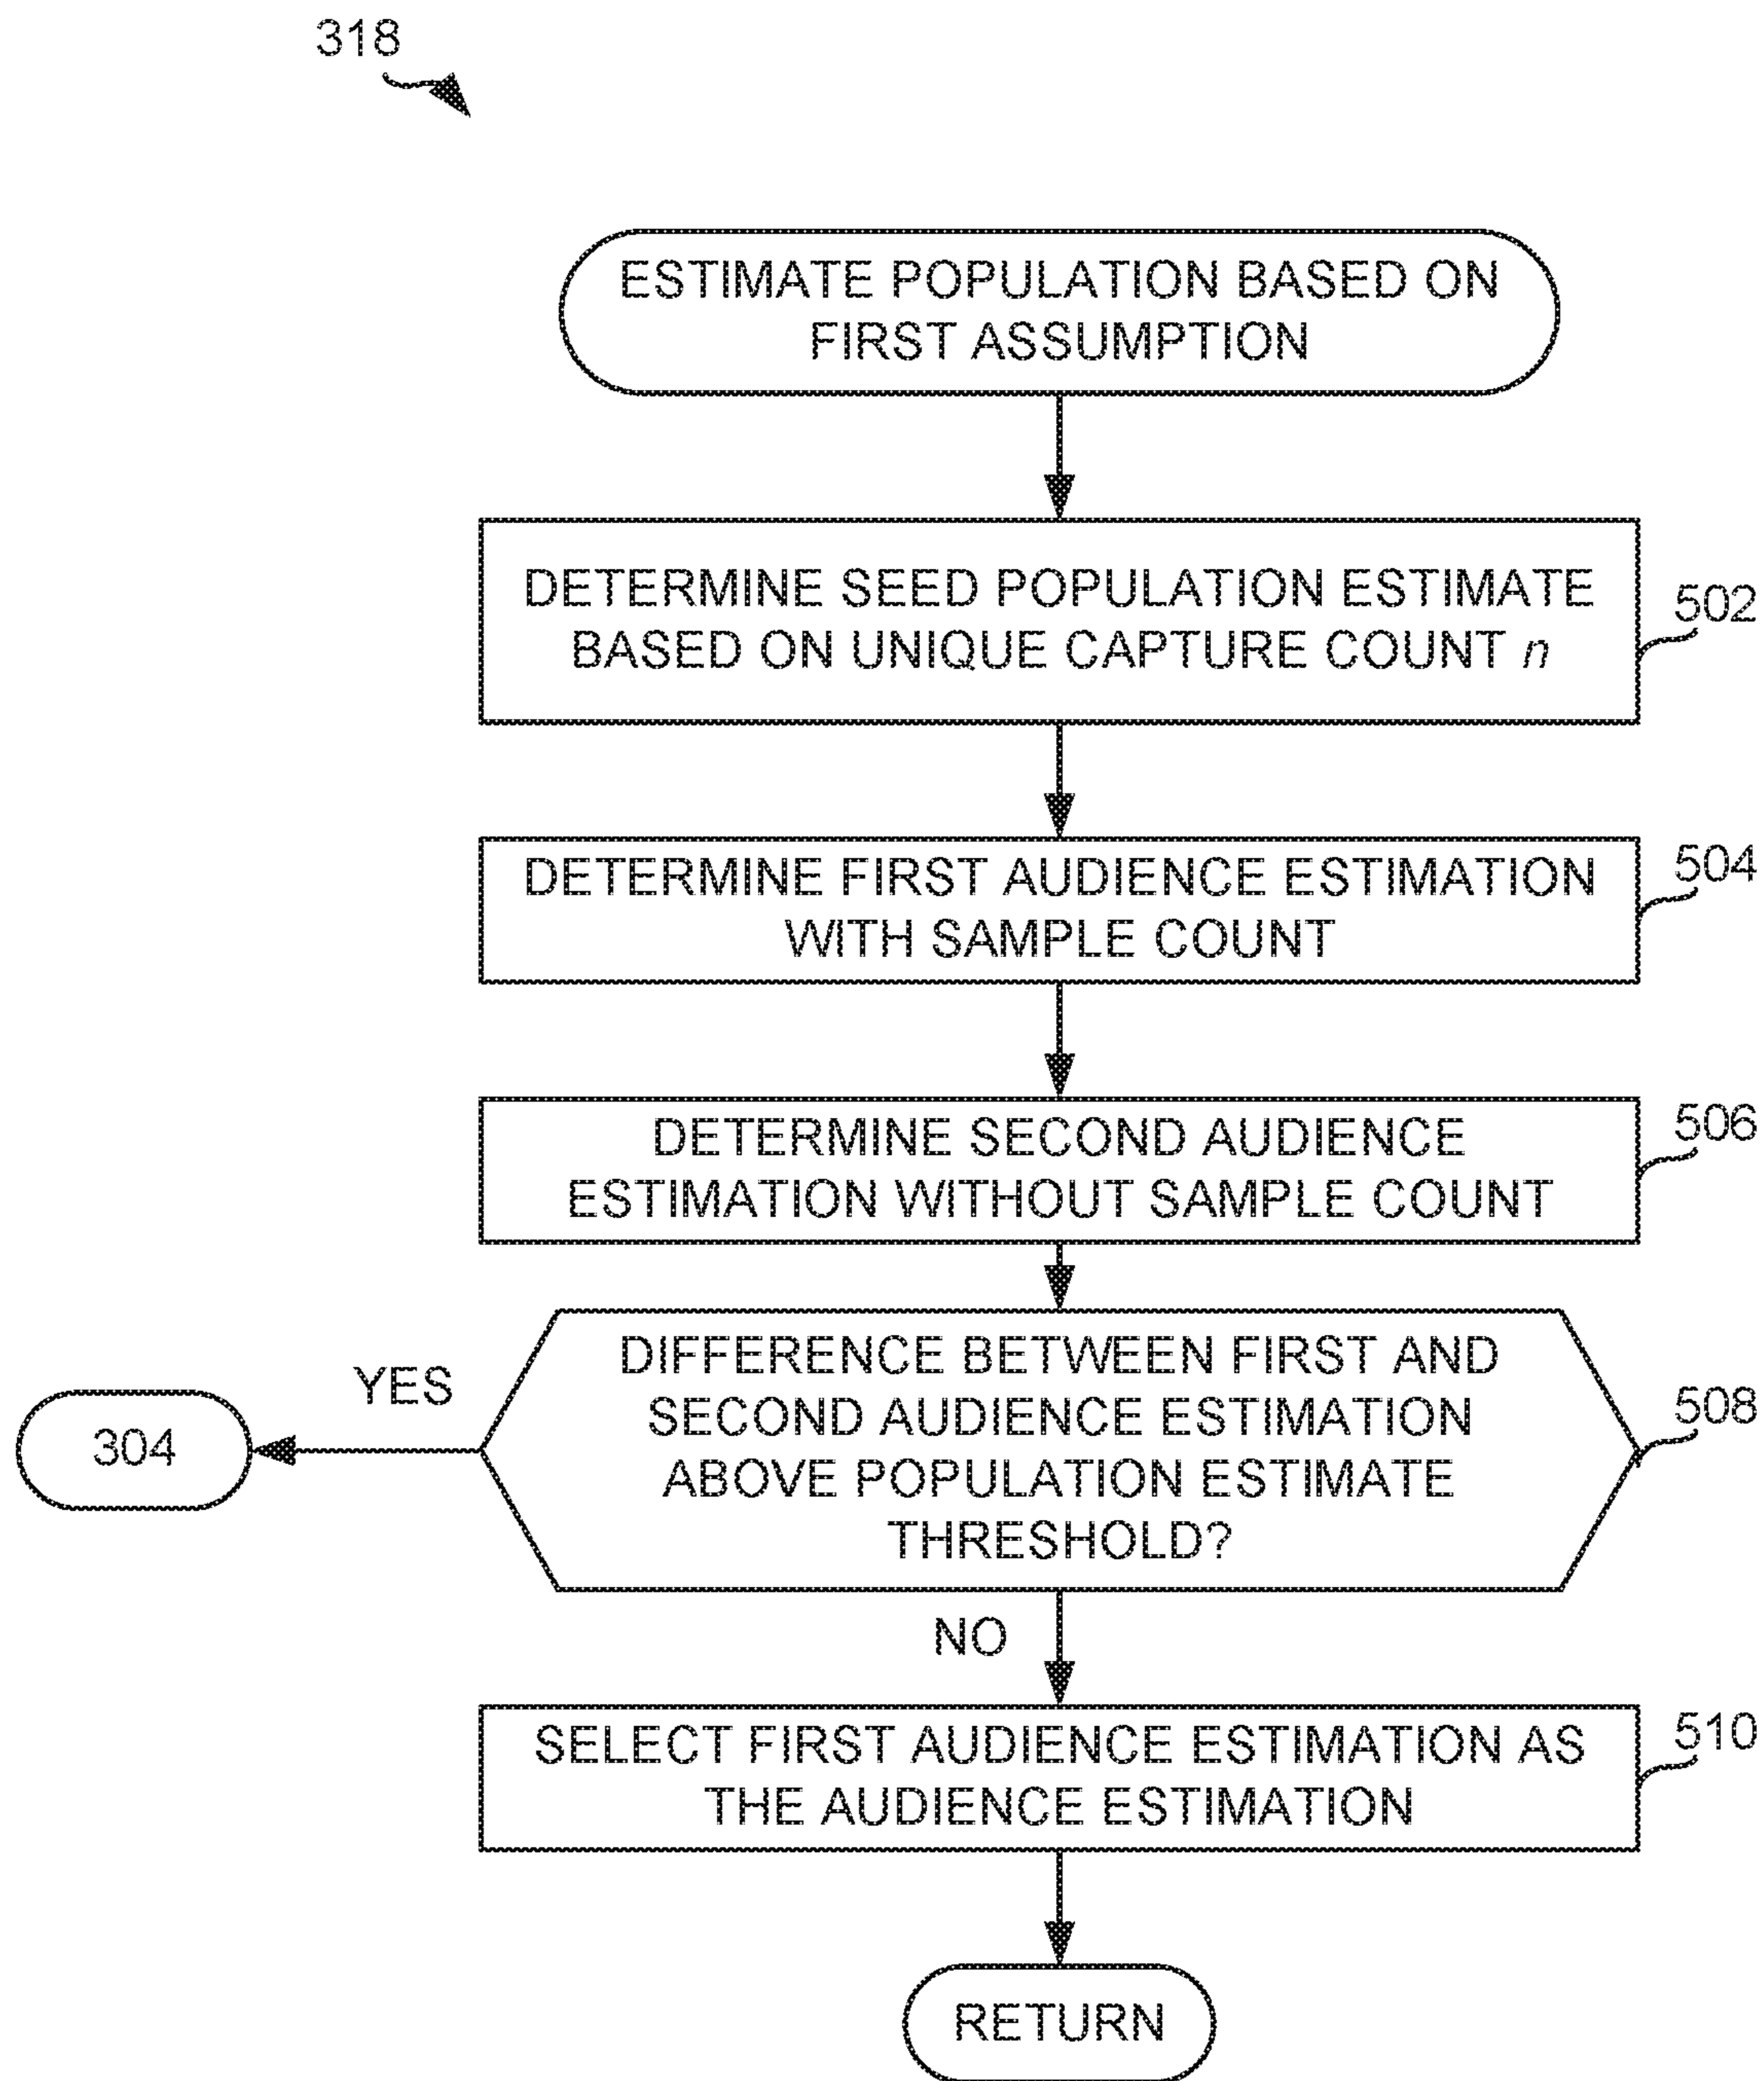 318
ESTIMATE POPULATION BASED ON
FIRST ASSUMPTION
DETERMINE SEED POPULATION ESTIMATE
BASED ON UNIQUE CAPTURE COUNT n
502
DETERMINE FIRST AUDIENCE ESTIMATION
WITH SAMPLE COUNT
504
DETERMINE SECOND AUDIENCE
ESTIMATION WITHOUT SAMPLE COUNT
506
DIFFERENCE BETWEEN FIRST AND
SECOND AUDIENCE ESTIMATION
ABOVE POPULATION ESTIMATE
THRESHOLD?
508
YES
304
NO
SELECT FIRST AUDIENCE ESTIMATION AS
THE AUDIENCE ESTIMATION
510
RETURN